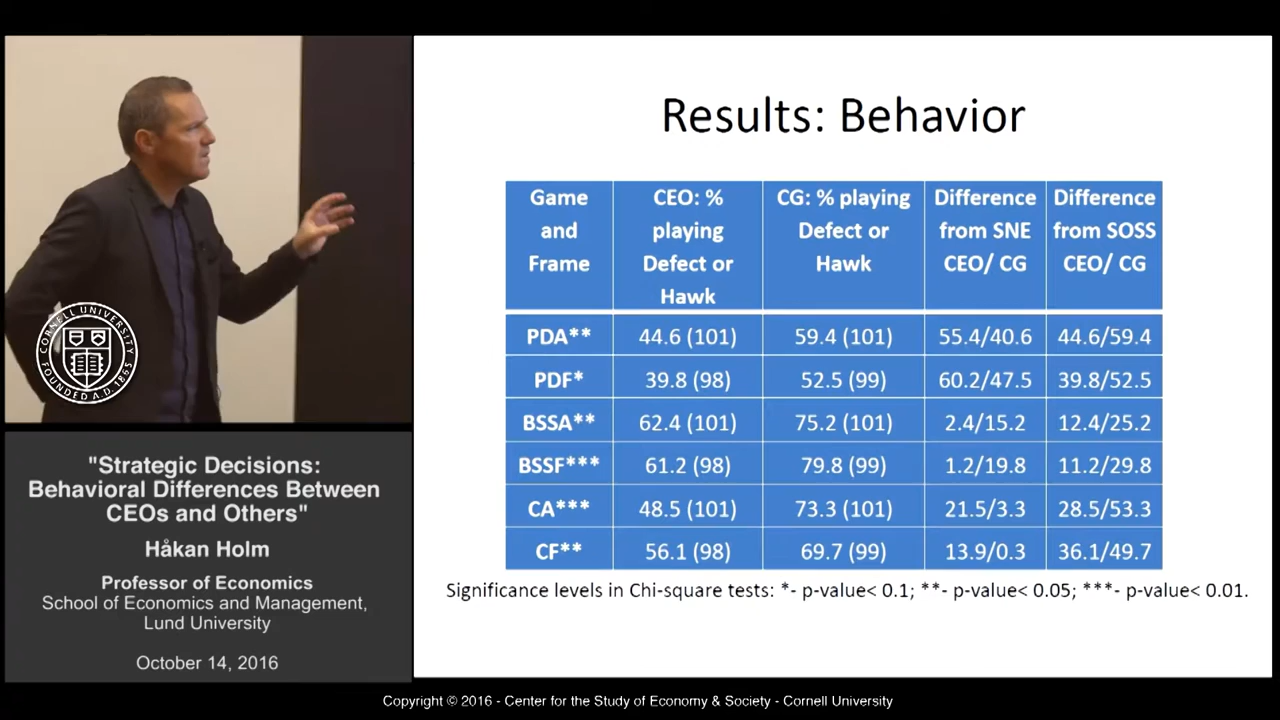 Results: Behavior
Game and Frame | CEO: % playing Defect or Hawk | CG: % playing Defect or Hawk | Difference from SNE CEO/ CG | Difference from SOSS CEO/ CG
PDA** | 44.6 (101) | 59.4 (101) | 55.4/40.6 | 44.6/59.4
PDF* | 39.8 (98) | 52.5 (99) | 60.2/47.5 | 39.8/52.5
BSSA** | 62.4 (101) | 75.2 (101) | 2.4/15.2 | 12.4/25.2
BSSF*** | 61.2 (98) | 79.8 (99) | 1.2/19.8 | 11.2/29.8
CA*** | 48.5 (101) | 73.3 (101) | 21.5/3.3 | 28.5/53.3
CF** | 56.1 (98) | 69.7 (99) | 13.9/0.3 | 36.1/49.7
Significance levels in Chi-square tests: *- p-value< 0.1; **- p-value< 0.05; ***- p-value< 0.01.
CORNELL UNIVERSITY
FOUNDED A.D. 1865
"Strategic Decisions:
Behavioral Differences Between
CEOs and Others"
Håkan Holm
Professor of Economics
School of Economics and Management,
Lund University
October 14, 2016
Copyright © 2016 - Center for the Study of Economy & Society - Cornell University